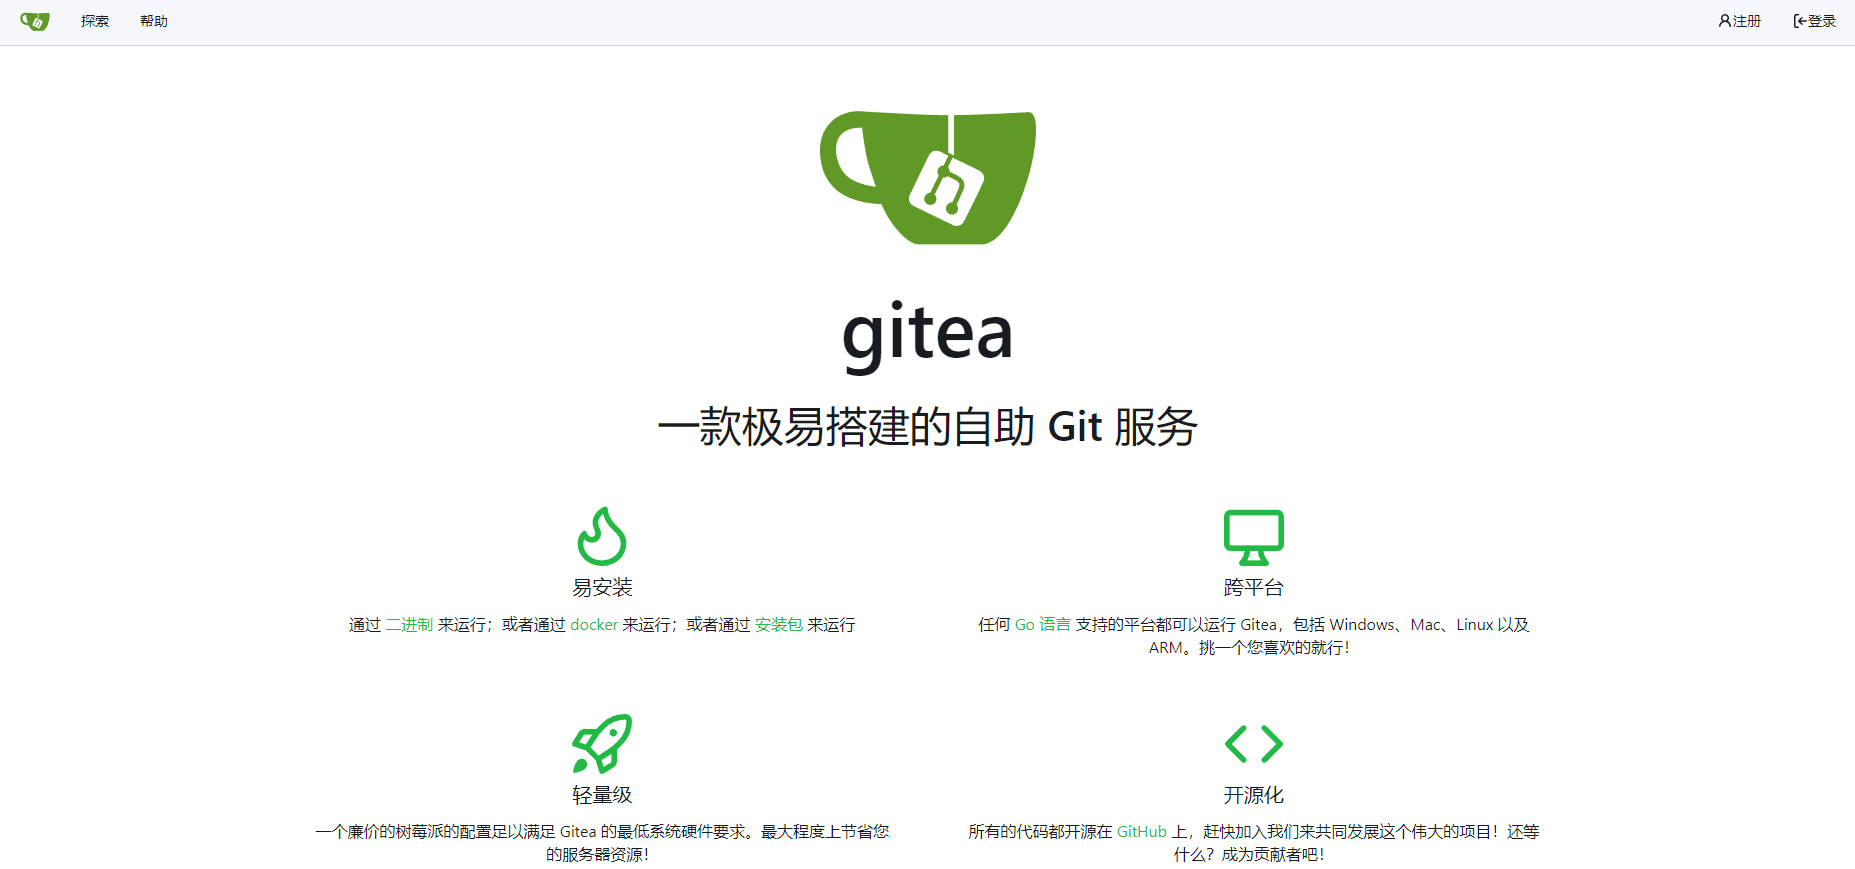 探索 帮助 注册 登录
gitea
一款极易搭建的自助 Git 服务
易安装
通过 二进制 来运行；或者通过 docker 来运行；或者通过 安装包 来运行
跨平台
任何 Go 语言 支持的平台都可以运行 Gitea，包括 Windows、Mac、Linux 以及
ARM。挑一个您喜欢的就行！
轻量级
一个廉价的树莓派的配置足以满足 Gitea 的最低系统硬件要求。最大程度上节省您
的服务器资源！
开源化
所有的代码都开源在 GitHub 上，赶快加入我们来共同发展这个伟大的项目！还等
什么？成为贡献者吧！